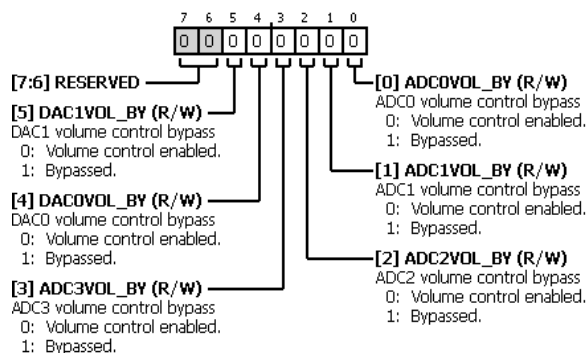 7 6 5 4 3 2 1 0
0 0 0 0 0 0 0 0
[7:6] RESERVED
[5] DAC1VOL_BY (R/W)
DAC1 volume control bypass
0: Volume control enabled.
1: Bypassed.
[4] DAC0VOL_BY (R/W)
DAC0 volume control bypass
0: Volume control enabled.
1: Bypassed.
[3] ADC3VOL_BY (R/W)
ADC3 volume control bypass
0: Volume control enabled.
1: Bypassed.
[0] ADC0VOL_BY (R/W)
ADC0 volume control bypass
0: Volume control enabled.
1: Bypassed.
[1] ADC1VOL_BY (R/W)
ADC1 volume control bypass
0: Volume control enabled.
1: Bypassed.
[2] ADC2VOL_BY (R/W)
ADC2 volume control bypass
0: Volume control enabled.
1: Bypassed.